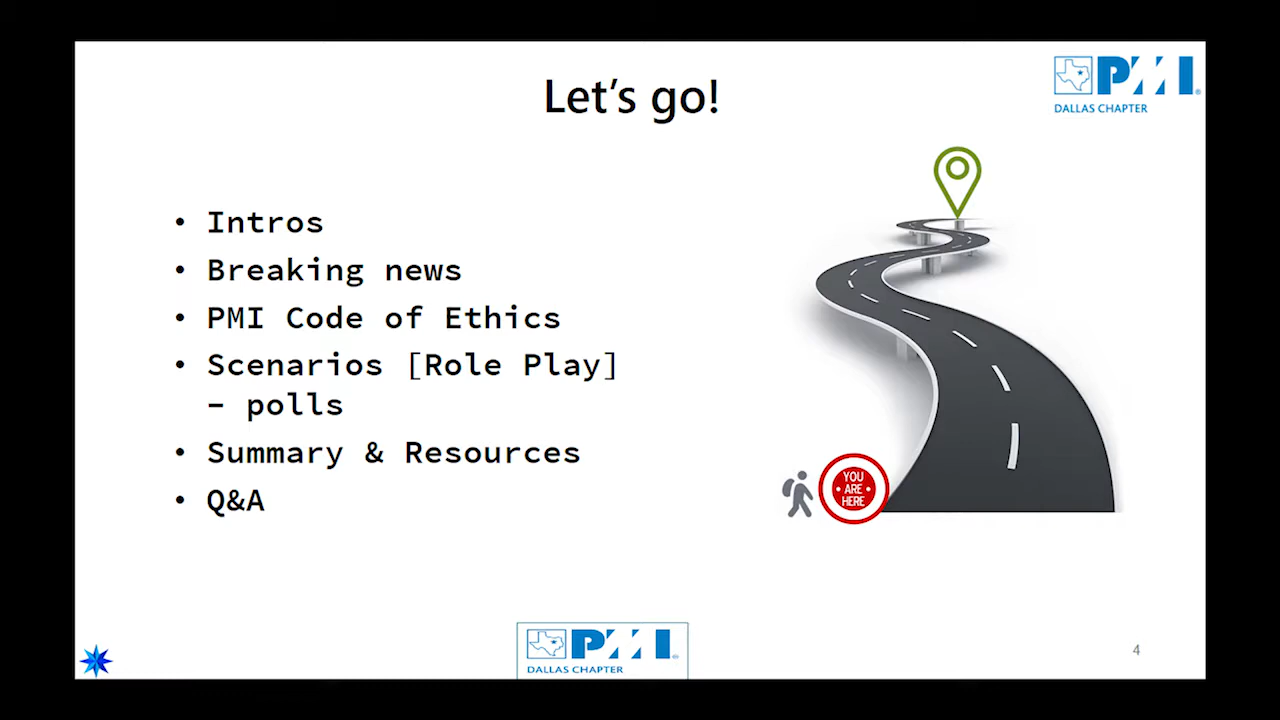 Let's go!
PMI
DALLAS CHAPTER
• Intros
• Breaking news
• PMI Code of Ethics
• Scenarios [Role Play]
– polls
• Summary & Resources
• Q&A
YOU
ARE
HERE
PMI
DALLAS CHAPTER
4